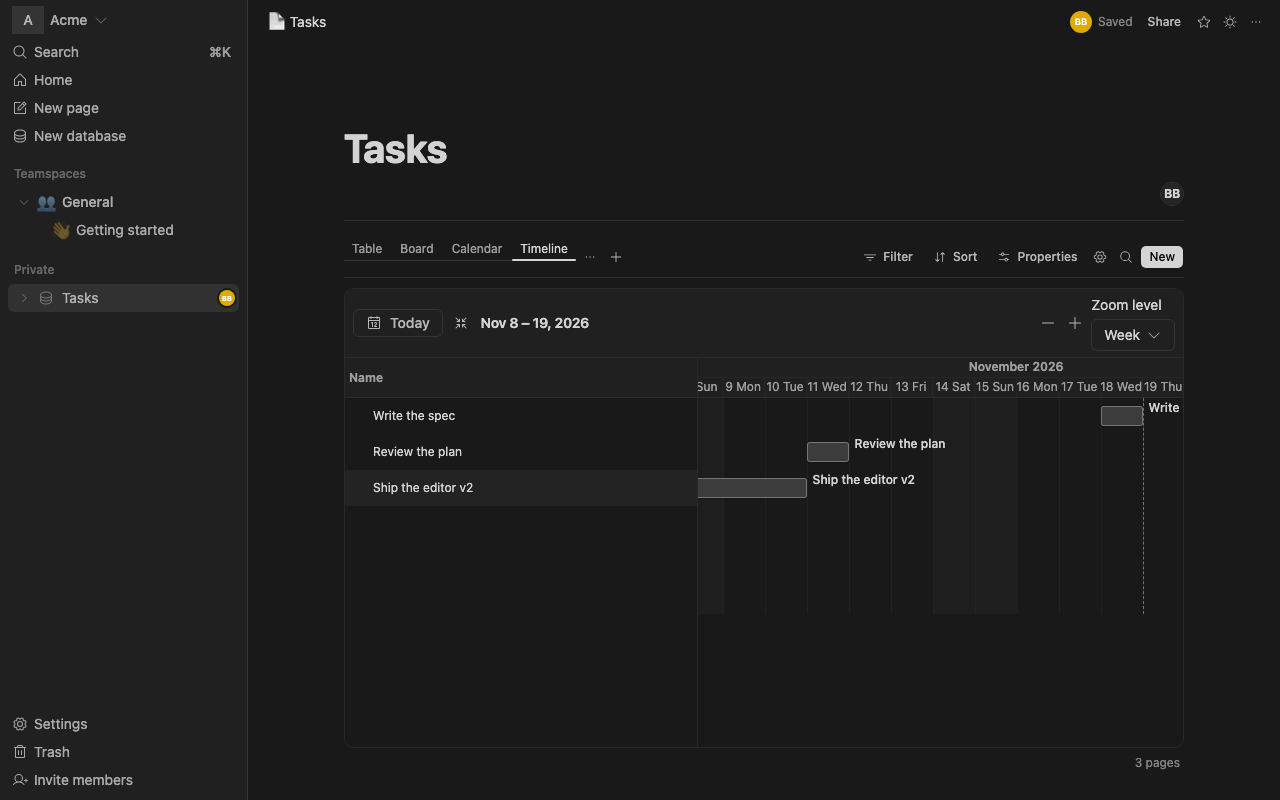 A Acme
Search ⌘K
Home
New page
New database
Teamspaces
General
Getting started
Private
Tasks BB
Settings
Trash
Invite members
Tasks
BB Saved Share
Tasks
BB
Table Board Calendar Timeline
Filter Sort Properties New
12 Today Nov 8 – 19, 2026
Zoom level
Week
Name
November 2026
Sun 9 Mon 10 Tue 11 Wed 12 Thu 13 Fri 14 Sat 15 Sun 16 Mon 17 Tue 18 Wed 19 Thu
Write the spec
Write
Review the plan
Review the plan
Ship the editor v2
Ship the editor v2
3 pages